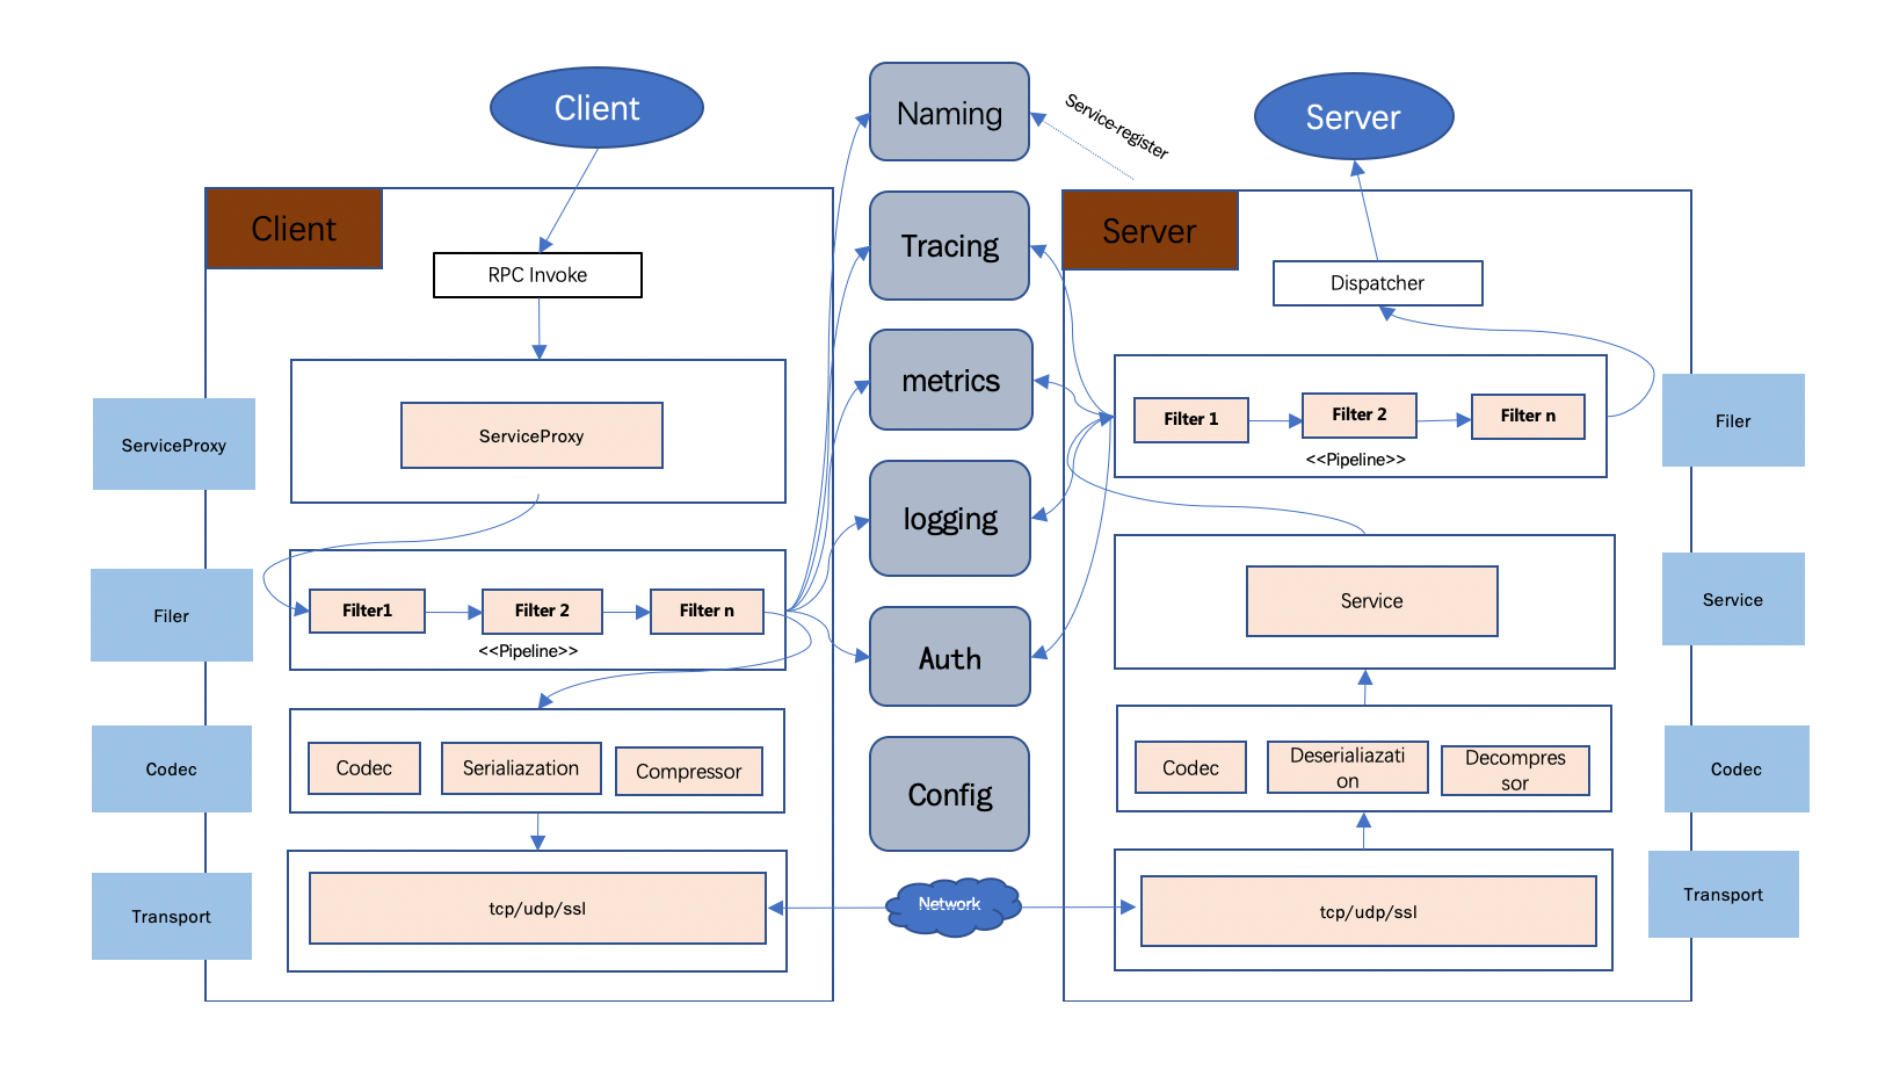 Client
Naming
Service-register
Server
Client
Tracing
Server
RPC Invoke
Dispatcher
metrics
ServiceProxy
ServiceProxy
Filter 1
Filter 2
Filter n
<<Pipeline>>
Filer
logging
Filer
Filter1
Filter 2
Filter n
<<Pipeline>>
Auth
Service
Service
Codec
Codec
Serialiazation
Compressor
Config
Codec
Deserialiazati
on
Decompres
sor
Codec
Transport
tcp/udp/ssl
Network
tcp/udp/ssl
Transport